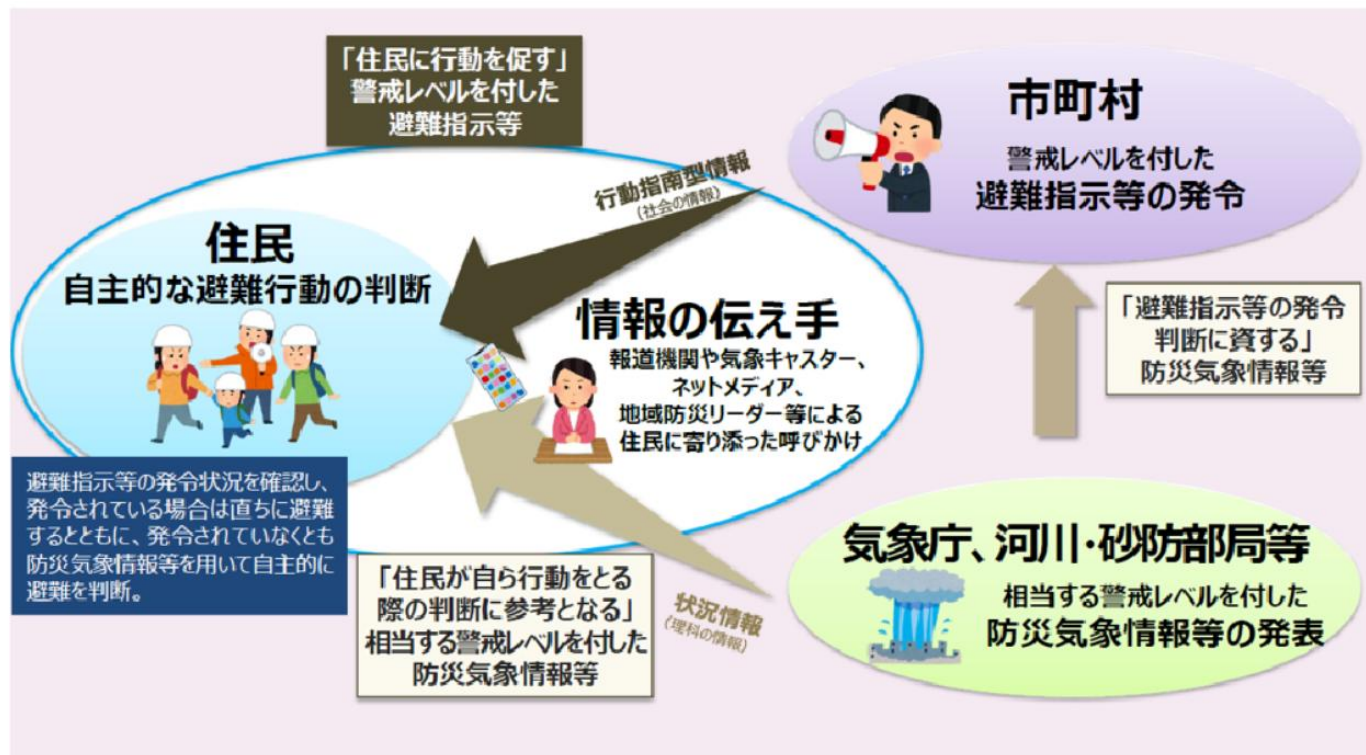 「住民に行動を促す」
警戒レベルを付した
避難指示等
市町村
警戒レベルを付した
避難指示等の発令
行動指南型情報
(社会の情報)
住民
自主的な避難行動の判断
情報の伝え手
報道機関や気象キャスター、
ネットメディア、
地域防災リーダー等による
住民に寄り添った呼びかけ
「避難指示等の発令
判断に資する」
防災気象情報等
避難指示等の発令状況を確認し、
発令されている場合は直ちに避難
するとともに、発令されていなくとも
防災気象情報等を用いて自主的に
避難を判断。
「住民が自ら行動をとる
際の判断に参考となる」
相当する警戒レベルを付した
防災気象情報等
状況情報
(理科の情報)
気象庁、河川・砂防部局等
相当する警戒レベルを付した
防災気象情報等の発表